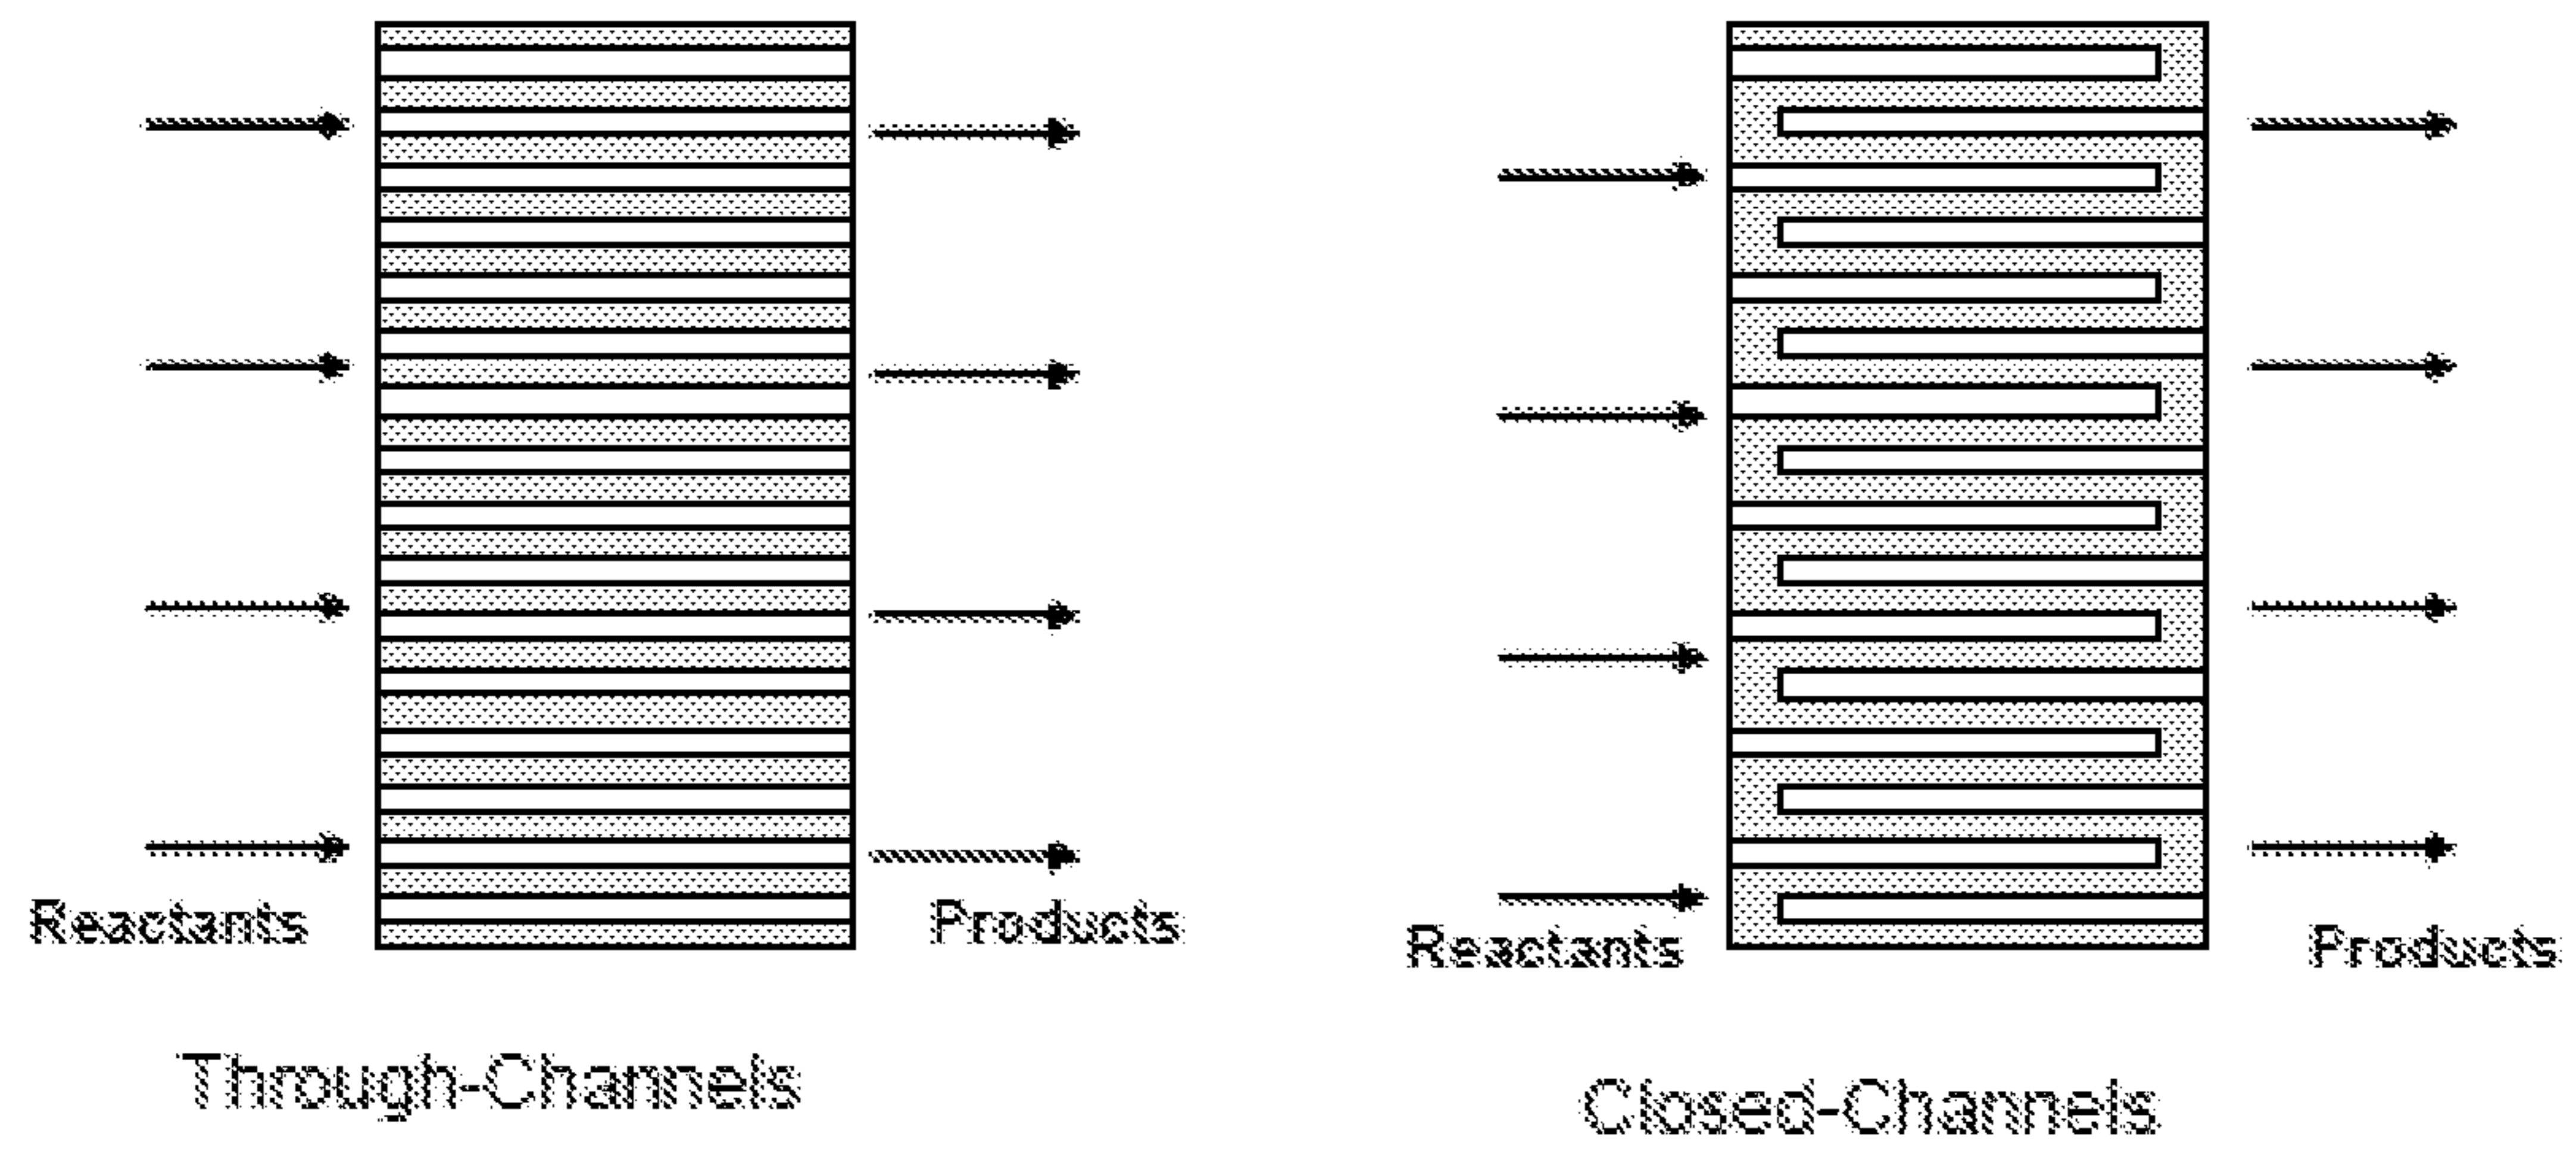 Reactants
Products
Through-Channels
Reactants
Products
Closed-Channels